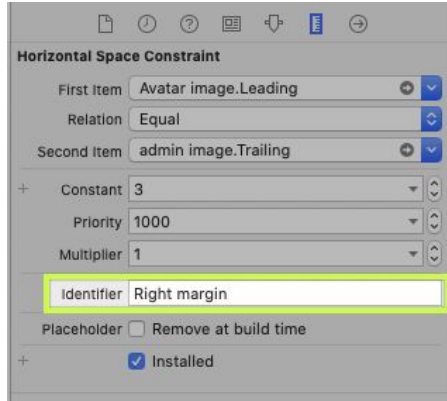 Horizontal Space Constraint
First Item Avatar image.Leading
Relation Equal
Second Item admin image.Trailing
+ Constant 3
Priority 1000
Multiplier 1
Identifier Right margin
Placeholder Remove at build time
+ Installed